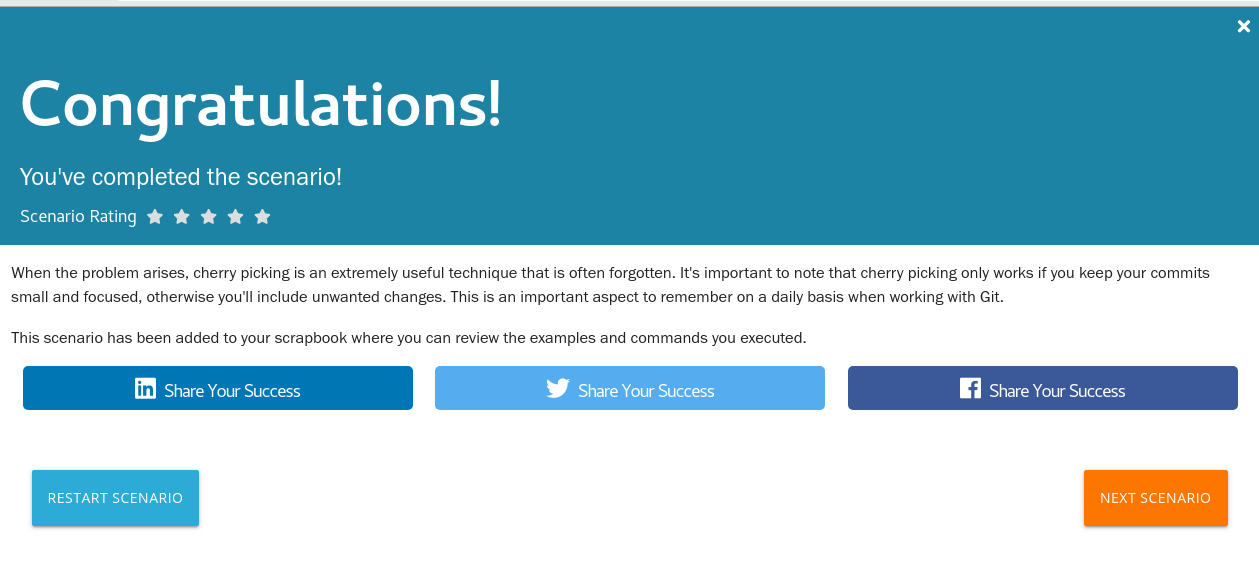 Congratulations!
You've completed the scenario!
Scenario Rating
When the problem arises, cherry picking is an extremely useful technique that is often forgotten. It's important to note that cherry picking only works if you keep your commits
small and focused, otherwise you'll include unwanted changes. This is an important aspect to remember on a daily basis when working with Git.
This scenario has been added to your scrapbook where you can review the examples and commands you executed.
Share Your Success
Share Your Success
Share Your Success
RESTART SCENARIO
NEXT SCENARIO